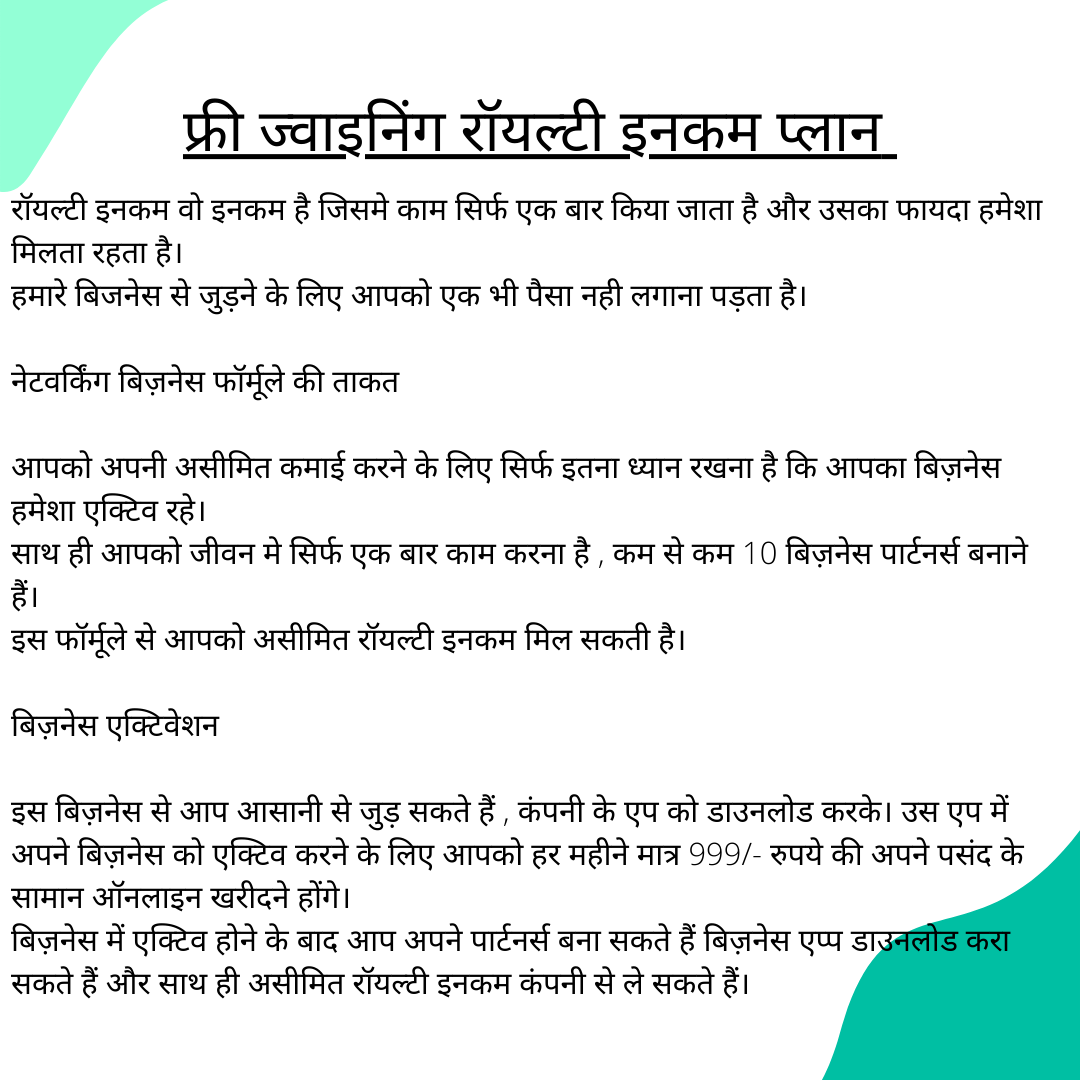 फ्री ज्वाइनिंग रॉयल्टी इनकम प्लान
रॉयल्टी इनकम वो इनकम है जिसमे काम सिर्फ एक बार किया जाता है और उसका फायदा हमेशा
मिलता रहता है।
हमारे बिजनेस से जुड़ने के लिए आपको एक भी पैसा नही लगाना पड़ता है।
नेटवर्किंग बिज़नेस फॉर्मूले की ताकत
आपको अपनी असीमित कमाई करने के लिए सिर्फ इतना ध्यान रखना है कि आपका बिज़नेस
हमेशा एक्टिव रहे।
साथ ही आपको जीवन मे सिर्फ एक बार काम करना है , कम से कम 10 बिज़नेस पार्टनर्स बनाने
हैं।
इस फॉर्मूले से आपको असीमित रॉयल्टी इनकम मिल सकती है।
बिज़नेस एक्टिवेशन
इस बिज़नेस से आप आसानी से जुड़ सकते हैं , कंपनी के एप को डाउनलोड करके। उस एप में
अपने बिज़नेस को एक्टिव करने के लिए आपको हर महीने मात्र 999/- रुपये की अपने पसंद के
सामान ऑनलाइन खरीदने होंगे।
बिज़नेस में एक्टिव होने के बाद आप अपने पार्टनर्स बना सकते हैं बिज़नेस एप्प डाउनलोड करा
सकते हैं और साथ ही असीमित रॉयल्टी इनकम कंपनी से ले सकते हैं।